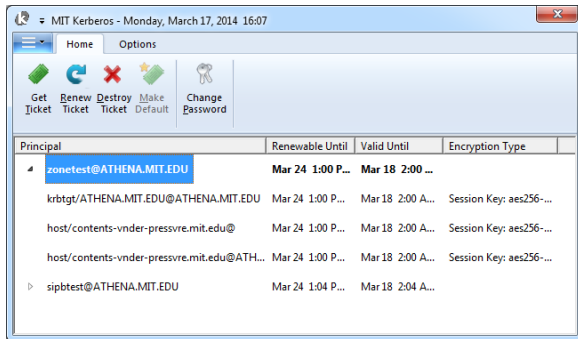 MIT Kerberos - Monday, March 17, 2014 16:07
Home Options
Get Ticket Renew Ticket Destroy Ticket Make Default Change Password
Principal Renewable Until Valid Until Encryption Type
zonetest@ATHENA.MIT.EDU Mar 24 1:00 P... Mar 18 2:00 ...
krbtgt/ATHENA.MIT.EDU@ATHENA.MIT.EDU Mar 24 1:00 P... Mar 18 2:00 A... Session Key: aes256-...
host/contents-vnder-pressvre.mit.edu@ Mar 24 1:00 P... Mar 18 2:00 A... Session Key: aes256-...
host/contents-vnder-pressvre.mit.edu@ATH... Mar 24 1:00 P... Mar 18 2:00 A... Session Key: aes256-...
sipbtest@ATHENA.MIT.EDU Mar 24 1:04 P... Mar 18 2:04 A...